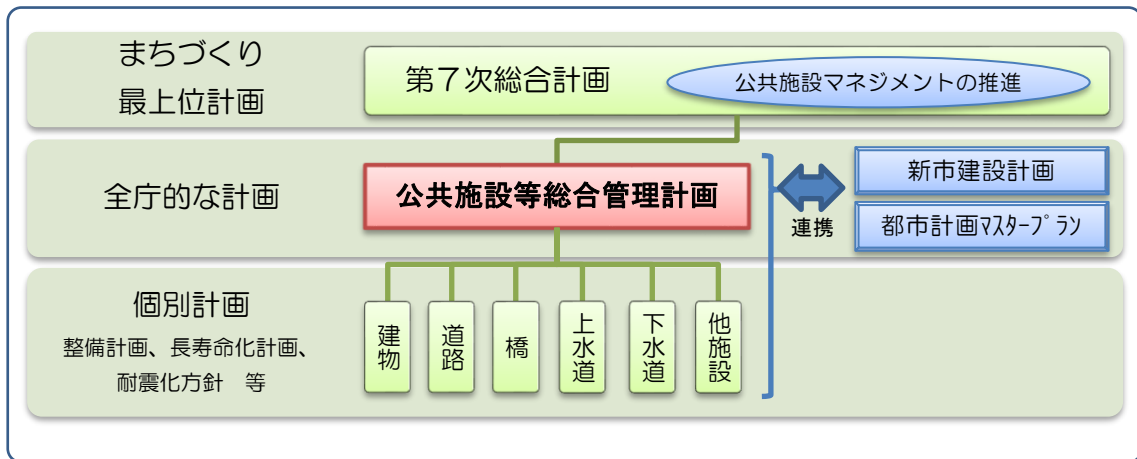 まちづくり
最上位計画
第7次総合計画
公共施設マネジメントの推進
全庁的な計画
公共施設等総合管理計画
連携
新市建設計画
都市計画ﾏｽﾀｰﾌﾟﾗﾝ
個別計画
整備計画、長寿命化計画、
耐震化方針　等
建物
道路
橋
上水道
下水道
他施設